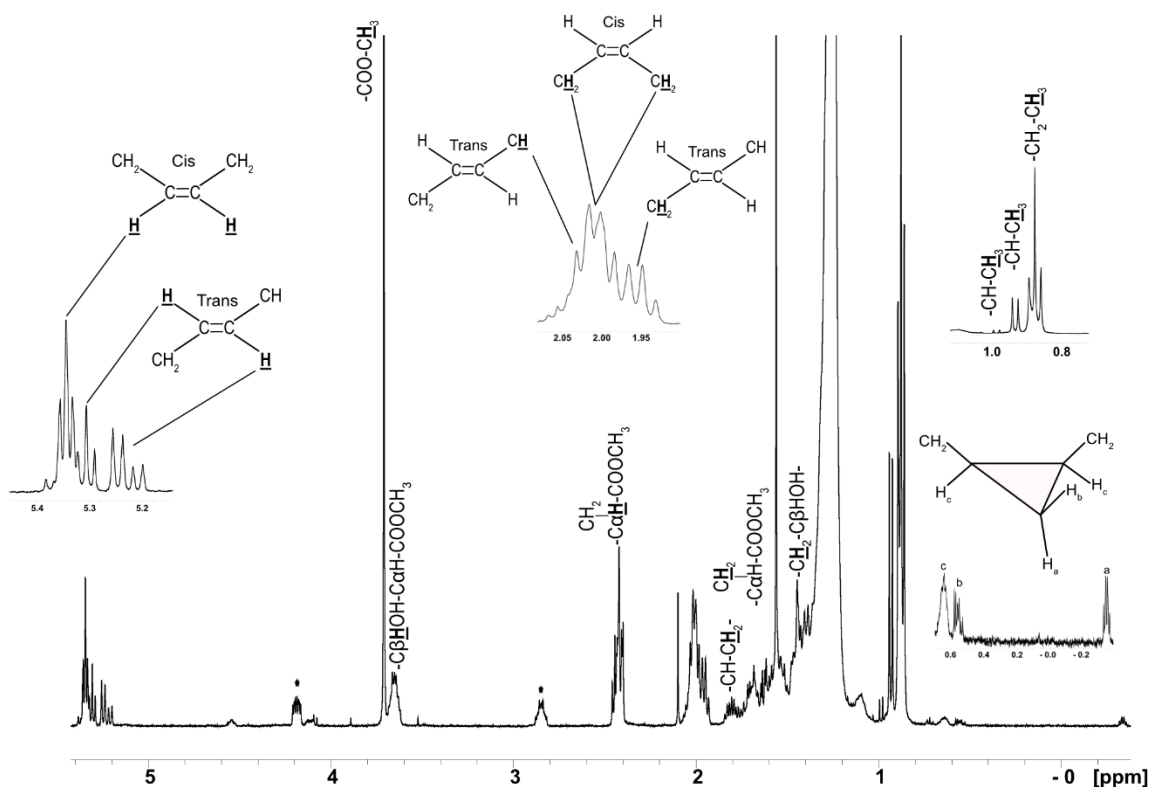 -COO-CH3
H Cis H
C=C
CH2 CH2
H Trans CH
C=C
CH2 H
H Trans CH
C=C
CH2 H
2.05 2.00 1.95
CH2 Cis CH2
C=C
H H
H Trans CH
C=C
CH2 H
5.4 5.3 5.2
-CH-CH3
-CH-CH3
-CH2-CH3
1.0 0.8
CH2 CH2
Hc Hb Hc
Ha
c b a
0.6 0.4 0.2 -0.0 -0.2
*
-CβHOH-CαH-COOCH3
*
CH2
-CαH-COOCH3
-CH-CH2-
CH2
-CαH-COOCH3
-CH2-CβHOH-
5 4 3 2 1 - 0 [ppm]